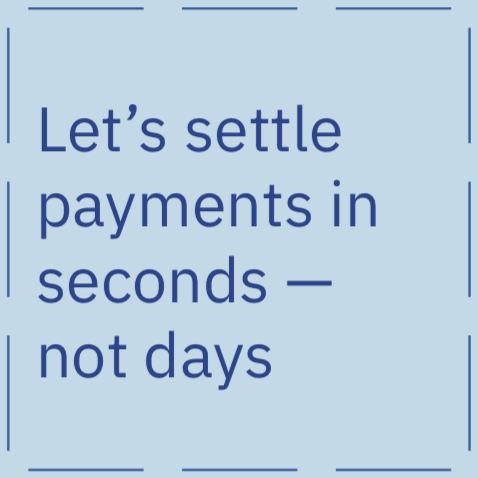 Let’s settle
payments in
seconds —
not days